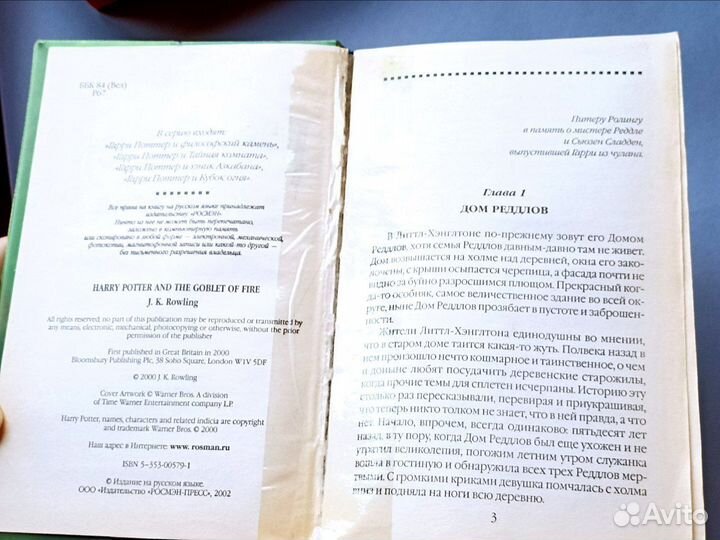 ББК 84 (Вел)
Р67
В серию входят:
«Гарри Поттер и философский камень»,
«Гарри Поттер и Тайная комната»,
«Гарри Поттер и узник Азкабана»,
«Гарри Поттер и Кубок огня».
Все права на книгу на русском языке принадлежат
издательству «РОСМЭН».
Ничто из нее не может быть перепечатано,
заложено в компьютерную память
или скопировано в любой форме — электронной, механической,
фотокопии, магнитофонной записи или какой-то другой —
без письменного разрешения владельца.
HARRY POTTER AND THE GOBLET OF FIRE
J. K. Rowling
All rights reserved, no part of this publication may be reproduced or transmitted by
any means, electronic, mechanical, photocopying or otherwise, without the prior
permission of the publisher
First published in Great Britain in 2000
Bloomsbury Publishing Plc, 38 Soho Square, London W1V 5DF
© 2000 J. K. Rowling
Cover Artwork © Warner Bros. A division
of Time Warner Entertainment company L.P.
Harry Potter, names, characters and related indicia are copyright
and trademark Warner Bros. © 2000
Наш адрес в Интернете: www.rosman.ru
ISBN 5–353–00579–1
© Издание на русском языке.
ООО «Издательство «РОСМЭН-ПРЕСС», 2002
Питеру Ролингу
в память о мистере Реддле
и Сьюзен Сладден,
выпустившей Гарри из чулана.
Глава 1
ДОМ РЕДДЛОВ
В Литтл-Хэнглтоне по-прежнему зовут его Домом
Реддлов, хотя семья Реддлов давным-давно там не живет.
Дом возвышается на холме над деревней, окна его зако-
лочены, с крыши осыпается черепица, а фасада почти не
видно за буйно разросшимся плющом. Прекрасный ког-
да-то особняк, самое величественное здание во всей ок-
руге, ныне Дом Реддлов прозябает в пустоте и заброшен-
ности.
Жители Литтл-Хэнглтона единодушны во мнении,
что в старом доме таится какая-то жуть. Полвека назад в
нем произошло нечто кошмарное и таинственное, о чем
и доныне любят посудачить деревенские старожилы,
когда прочие темы для сплетен исчерпаны. Историю эту
столько раз пересказывали, перевирая и приукрашивая,
что теперь никто толком не знает, что в ней правда, а что
нет. Начало, впрочем, всегда одинаково: пятьдесят лет
назад, в ту пору, когда Дом Реддлов был еще ухожен и не
утратил великолепия, погожим летним утром служанка
вошла в гостиную и обнаружила всех трех Реддлов мер-
твыми. С громкими криками девушка помчалась с холма
вниз и подняла на ноги всю деревню.
3
Avito